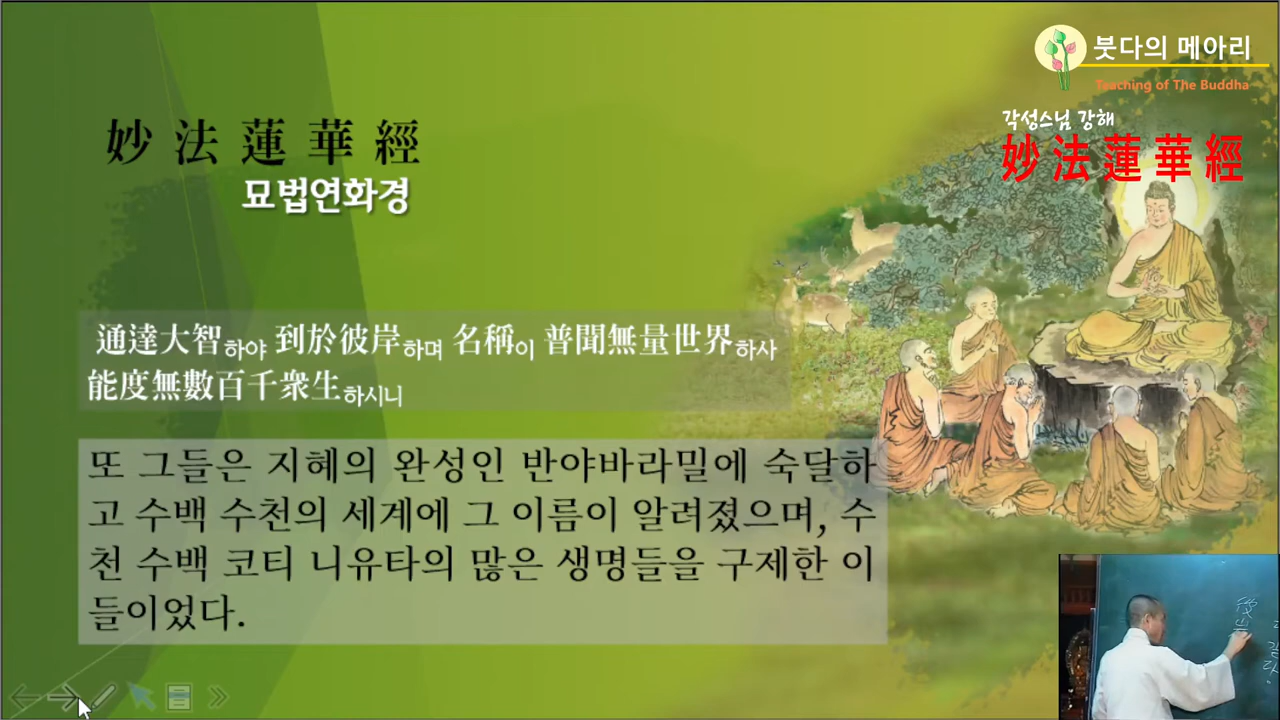 붓다의 메아리
Teaching of The Buddha
각성스님 강해
妙法蓮華經
妙法蓮華經
묘법연화경
通達大智하야 到於彼岸하며 名稱이 普聞無量世界하사
能度無數百千衆生하시니
또 그들은 지혜의 완성인 반야바라밀에 숙달하
고 수백 수천의 세계에 그 이름이 알려졌으며, 수
천 수백 코티 니유타의 많은 생명들을 구제한 이
들이었다.